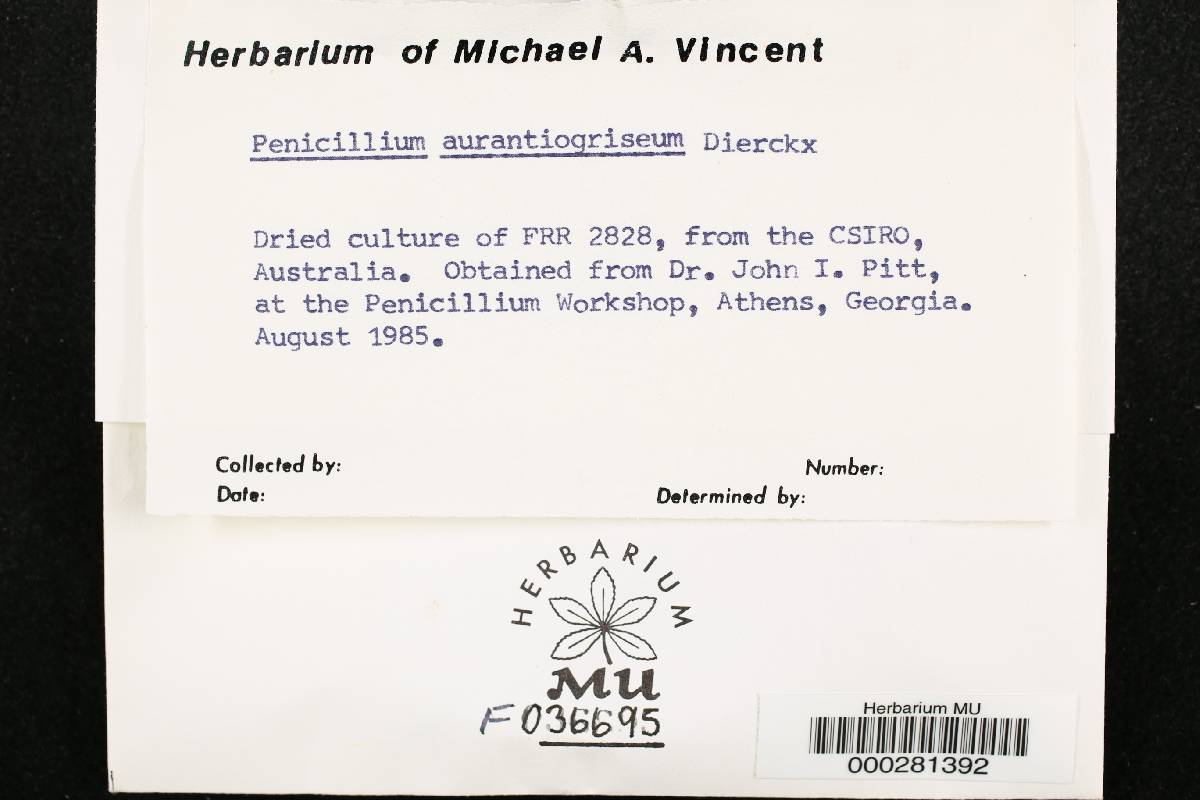 Herbarium of Michael A. Vincent
Penicillium aurantiogriseum Dierckx
Dried culture of FRR 2828, from the CSIRO,
Australia. Obtained from Dr. John I. Pitt,
at the Penicillium Workshop, Athens, Georgia.
August 1985.
Collected by: Number:
Date: Determined by:
HERBARIUM
MU
F036695
Herbarium MU
000281392